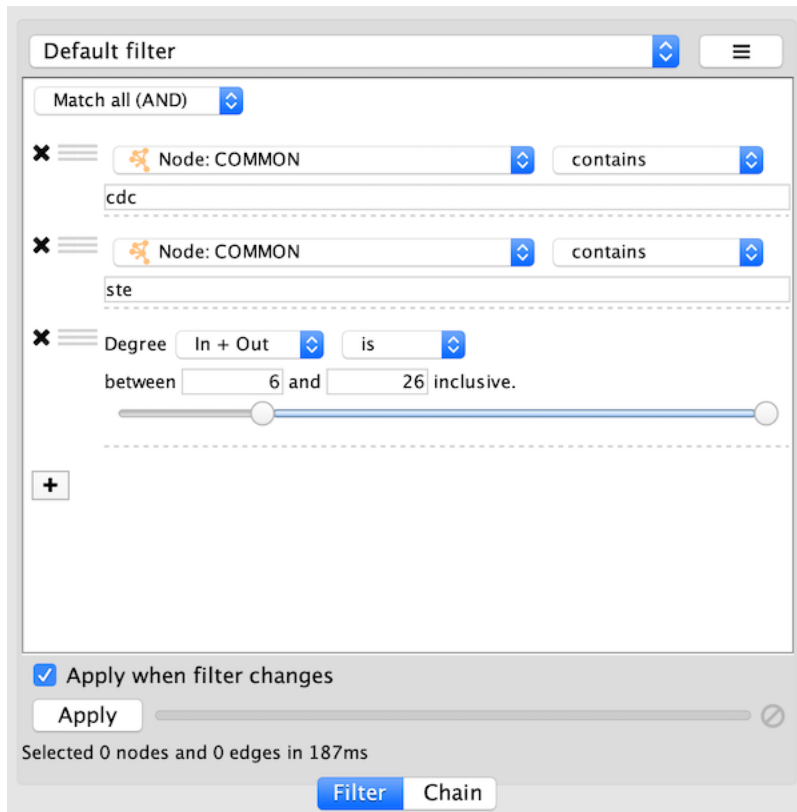 Default filter
Match all (AND)
Node: COMMON contains
cdc
Node: COMMON contains
ste
Degree In + Out is
between 6 and 26 inclusive.
Apply when filter changes
Apply
Selected 0 nodes and 0 edges in 187ms
Filter Chain